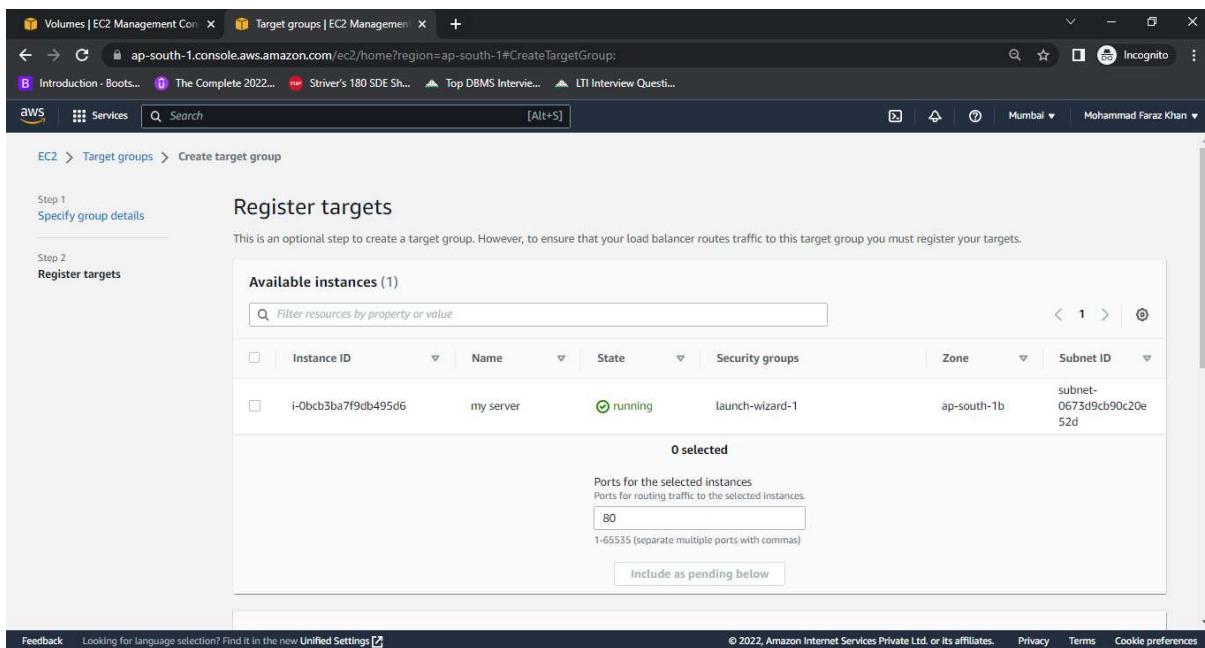 Volumes | EC2 Management Con
Target groups | EC2 Management
ap-south-1.console.aws.amazon.com/ec2/home?region=ap-south-1#CreateTargetGroup:
Incognito
B Introduction - Boots...
The Complete 2022...
Striver's 180 SDE Sh...
Top DBMS Intervie...
LTI Interview Questi...
aws
Services
Search
[Alt+S]
Mumbai
Mohammad Faraz Khan
EC2 > Target groups > Create target group
Step 1
Specify group details
Step 2
Register targets
Register targets
This is an optional step to create a target group. However, to ensure that your load balancer routes traffic to this target group you must register your targets.
Available instances (1)
Filter resources by property or value
< 1 >
Instance ID Name State Security groups Zone Subnet ID
i-0bcb3ba7f9db495d6 my server running launch-wizard-1 ap-south-1b subnet-
0673d9cb90c20e
52d
0 selected
Ports for the selected instances
Ports for routing traffic to the selected instances.
80
1-65535 (separate multiple ports with commas)
Include as pending below
Feedback Looking for language selection? Find it in the new Unified Settings © 2022, Amazon Internet Services Private Ltd. or its affiliates. Privacy Terms Cookie preferences